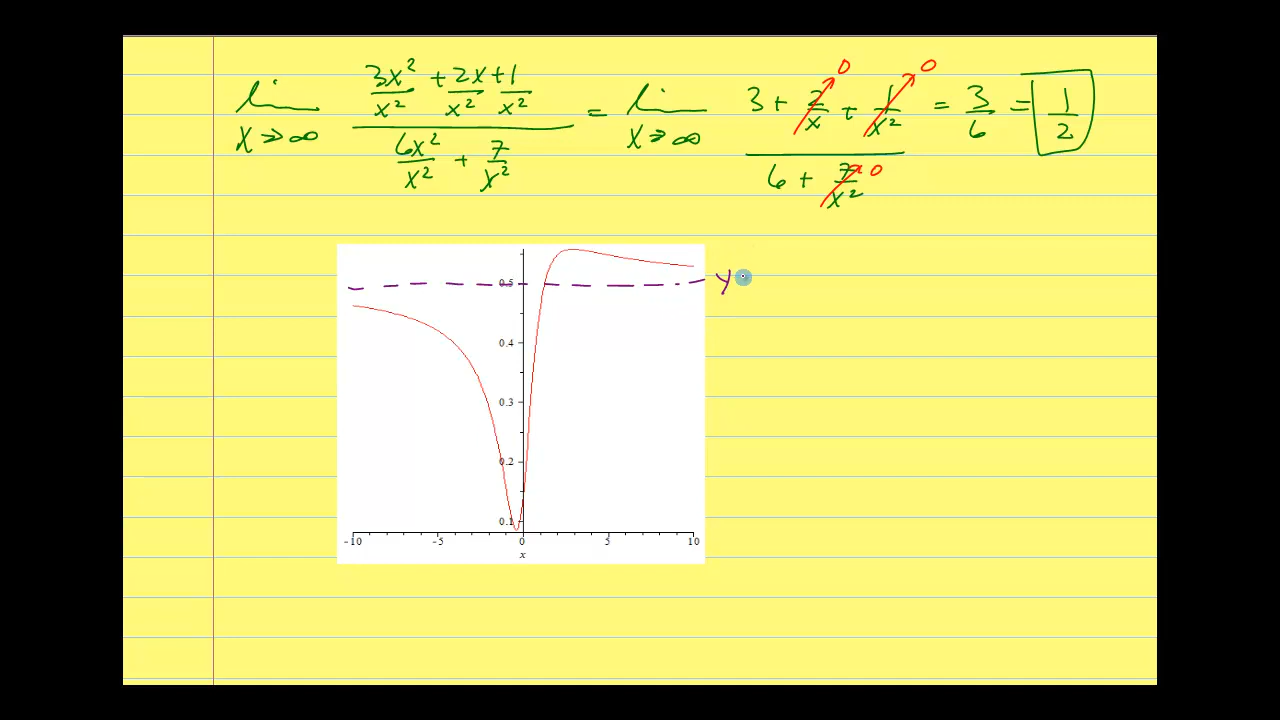 lim x→∞ (3x²/x² + 2x/x² + 1/x²) / (6x²/x² + 7/x²) = lim x→∞ (3 + 2/x + 1/x²) / (6 + 7/x²) = 3/6 = 1/2
0 0
0
0.5
y
0.4
0.3
0.2
0.1
-10 -5 0 5 10
x